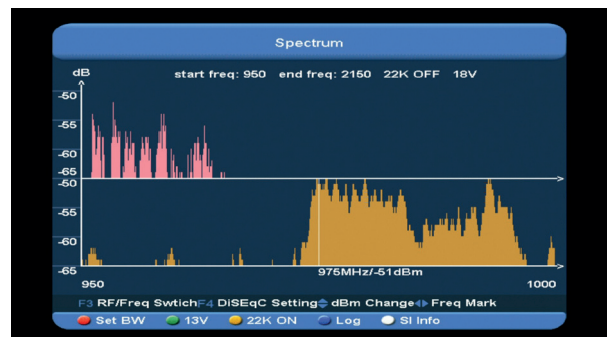 Spectrum
dB
start freq: 950 end freq: 2150 22K OFF 18V
-50
-55
-60
-65
-50
-55
-60
-65
975MHz/-51dBm
950 1000
F3 RF/Freq Swtich F4 DiSEqC Setting dBm Change Freq Mark
Set BW 13V 22K ON Log SI Info